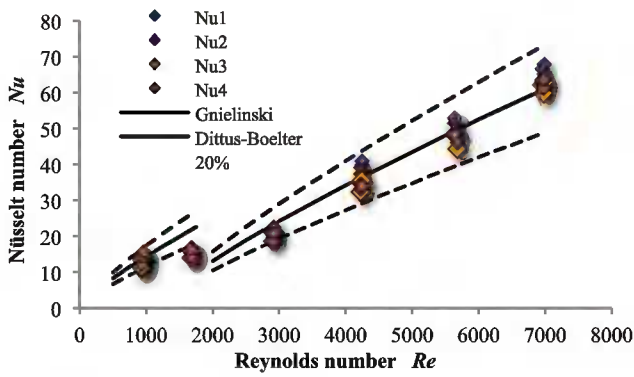 80
70
60
50
40
30
20
10
0
Nüsselt number Nu
Nu1
Nu2
Nu3
Nu4
Gnielinski
Dittus-Boelter
20%
0 1000 2000 3000 4000 5000 6000 7000 8000
Reynolds number Re